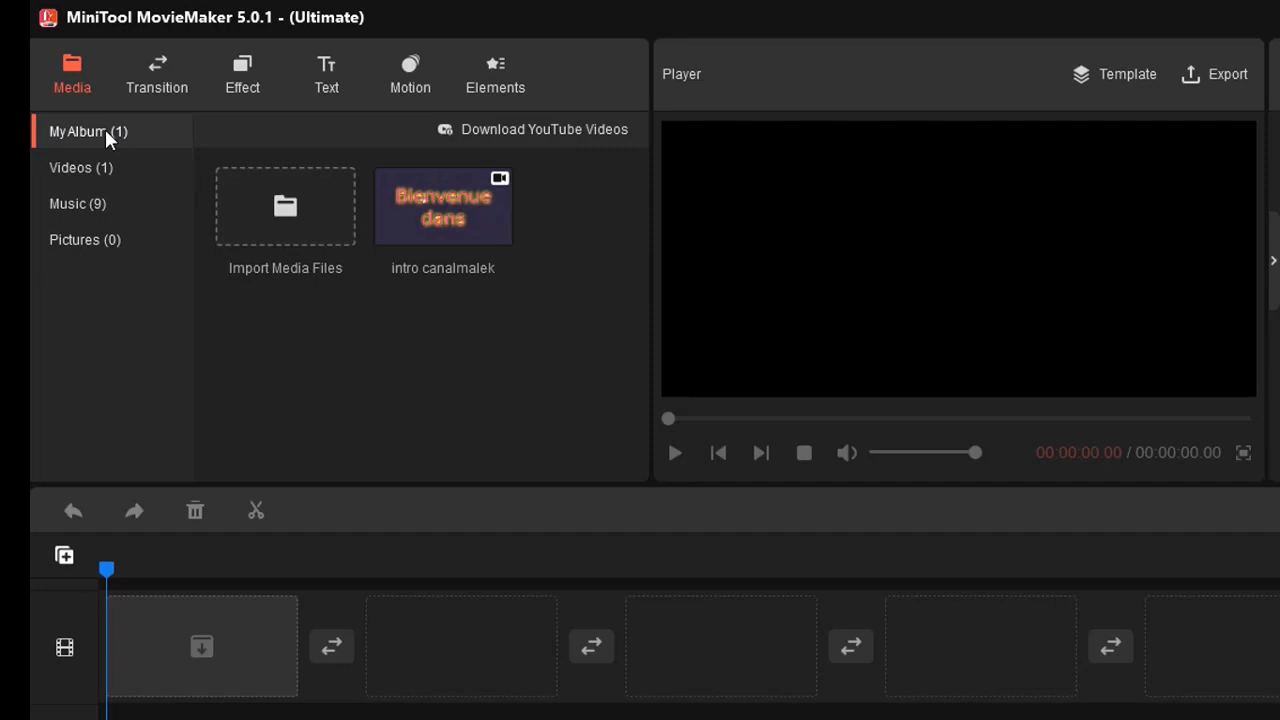 MiniTool MovieMaker 5.0.1 - (Ultimate)
Media
Transition
Effect
Text
Motion
Elements
Player
Template
Export
My Album (1)
Download YouTube Videos
Videos (1)
Music (9)
Pictures (0)
Bienvenue
dans
Import Media Files
intro canalmalek
00:00:00.00 / 00:00:00.00